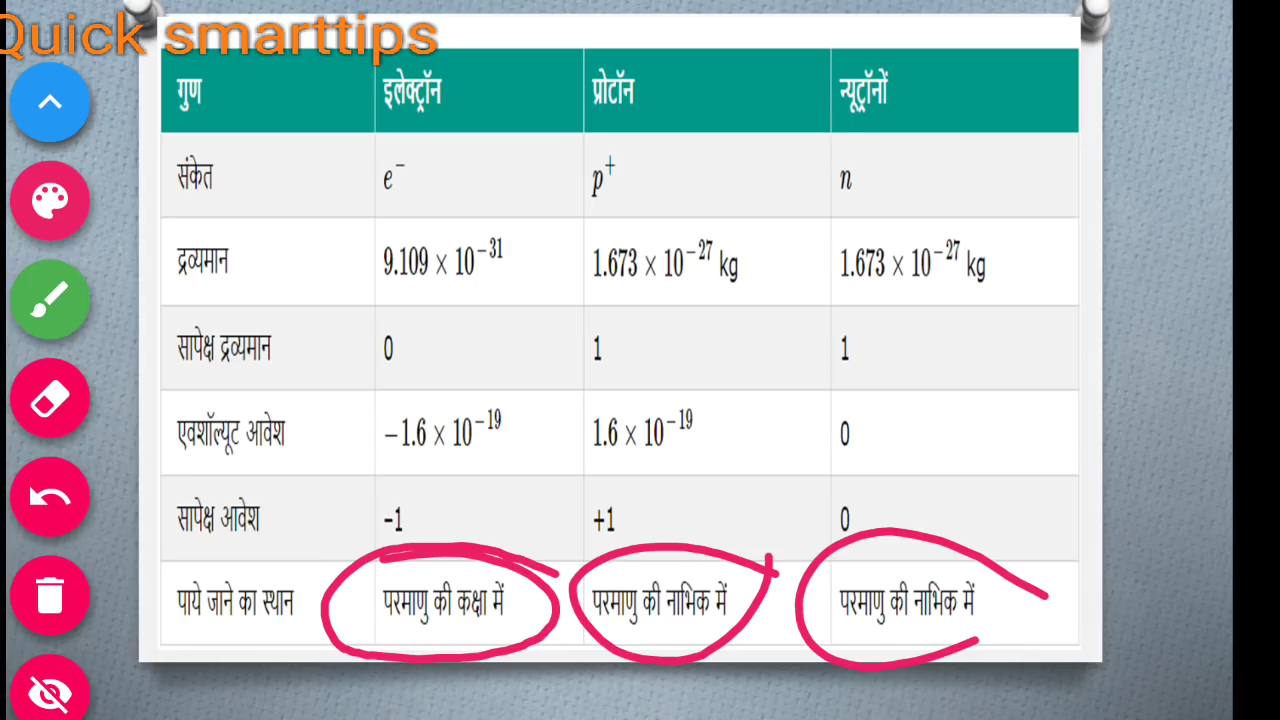 Quick smarttips
गुण इलेक्ट्रॉन प्रोटॉन न्यूट्रॉनों
संकेत e⁻ p⁺ n
द्रव्यमान 9.109 × 10⁻³¹ 1.673 × 10⁻²⁷ kg 1.673 × 10⁻²⁷ kg
सापेक्ष द्रव्यमान 0 1 1
एवशॉल्यूट आवेश −1.6 × 10⁻¹⁹ 1.6 × 10⁻¹⁹ 0
सापेक्ष आवेश -1 +1 0
पाये जाने का स्थान परमाणु की कक्षा में परमाणु की नाभिक में परमाणु की नाभिक में